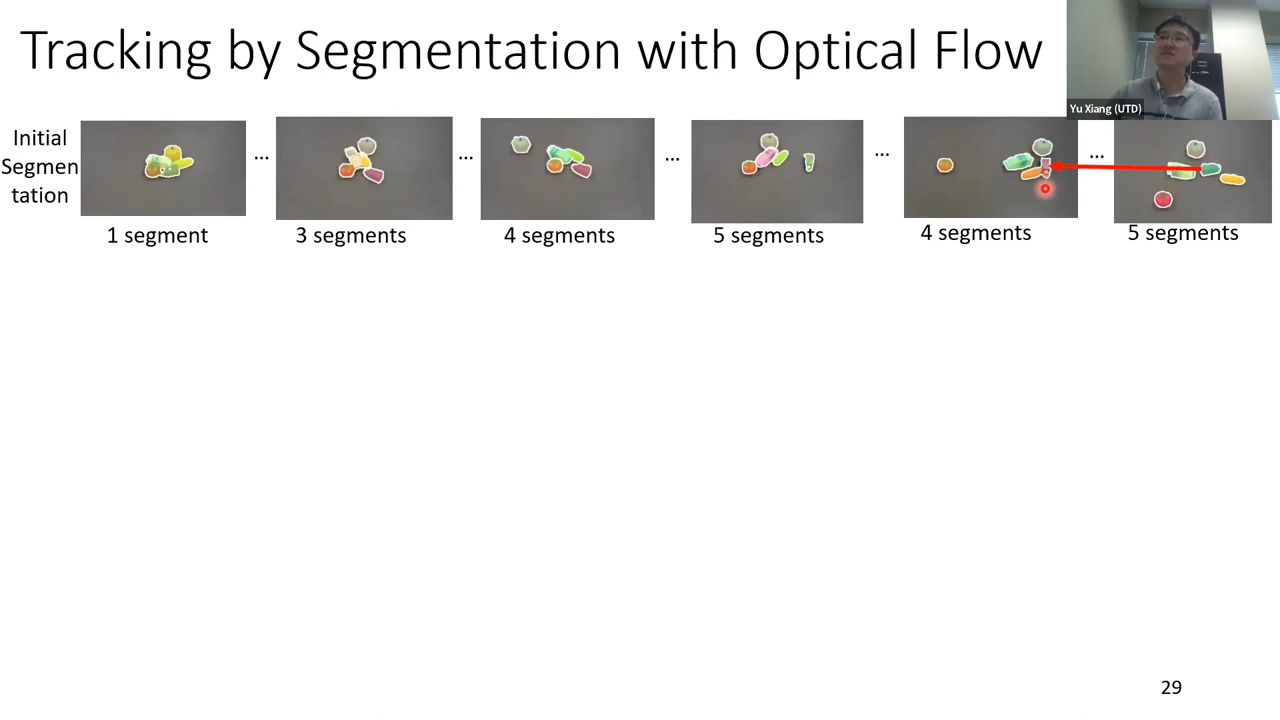 Tracking by Segmentation with Optical Flow
Yu Xiang (UTD)
Initial
Segmen
tation
...
...
...
...
...
1 segment
3 segments
4 segments
5 segments
4 segments
5 segments
29